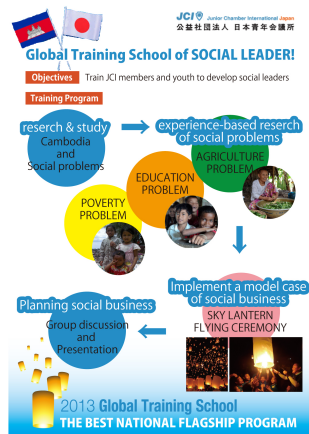 JCI Junior Chamber International Japan
公益社団法人 日本青年会議所
Global Training School of SOCIAL LEADER!
Objectives Train JCI members and youth to develop social leaders
Training Program
reserch & study
Cambodia
and
Social problems
experience-based reserch
of social problems
AGRICULTURE
PROBLEM
EDUCATION
PROBLEM
POVERTY
PROBLEM
Implement a model case
of social business
SKY LANTERN
FLYING CEREMONY
Planning social business
Group discussion
and
Presentation
2013 Global Training School
THE BEST NATIONAL FLAGSHIP PROGRAM